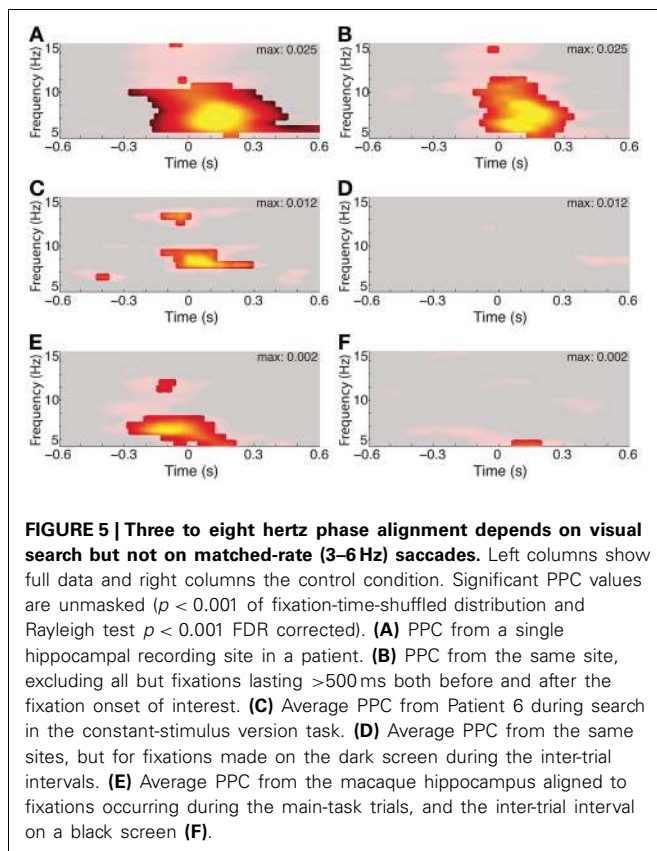 A
B
max: 0.025
max: 0.025
Frequency (Hz)
15
10
5
Frequency (Hz)
15
10
5
-0.6 -0.3 0 0.3 0.6
-0.6 -0.3 0 0.3 0.6
Time (s)
Time (s)
C
D
max: 0.012
max: 0.012
Frequency (Hz)
15
10
5
Frequency (Hz)
15
10
5
-0.6 -0.3 0 0.3 0.6
-0.6 -0.3 0 0.3 0.6
Time (s)
Time (s)
E
F
max: 0.002
max: 0.002
Frequency (Hz)
15
10
5
Frequency (Hz)
15
10
5
-0.6 -0.3 0 0.3 0.6
-0.6 -0.3 0 0.3 0.6
Time (s)
Time (s)
FIGURE 5 | Three to eight hertz phase alignment depends on visual
search but not on matched-rate (3–6 Hz) saccades. Left columns show
full data and right columns the control condition. Significant PPC values
are unmasked (p < 0.001 of fixation-time-shuffled distribution and
Rayleigh test p < 0.001 FDR corrected). (A) PPC from a single
hippocampal recording site in a patient. (B) PPC from the same site,
excluding all but fixations lasting >500 ms both before and after the
fixation onset of interest. (C) Average PPC from Patient 6 during search
in the constant-stimulus version task. (D) Average PPC from the same
sites, but for fixations made on the dark screen during the inter-trial
intervals. (E) Average PPC from the macaque hippocampus aligned to
fixations occurring during the main-task trials, and the inter-trial interval
on a black screen (F).